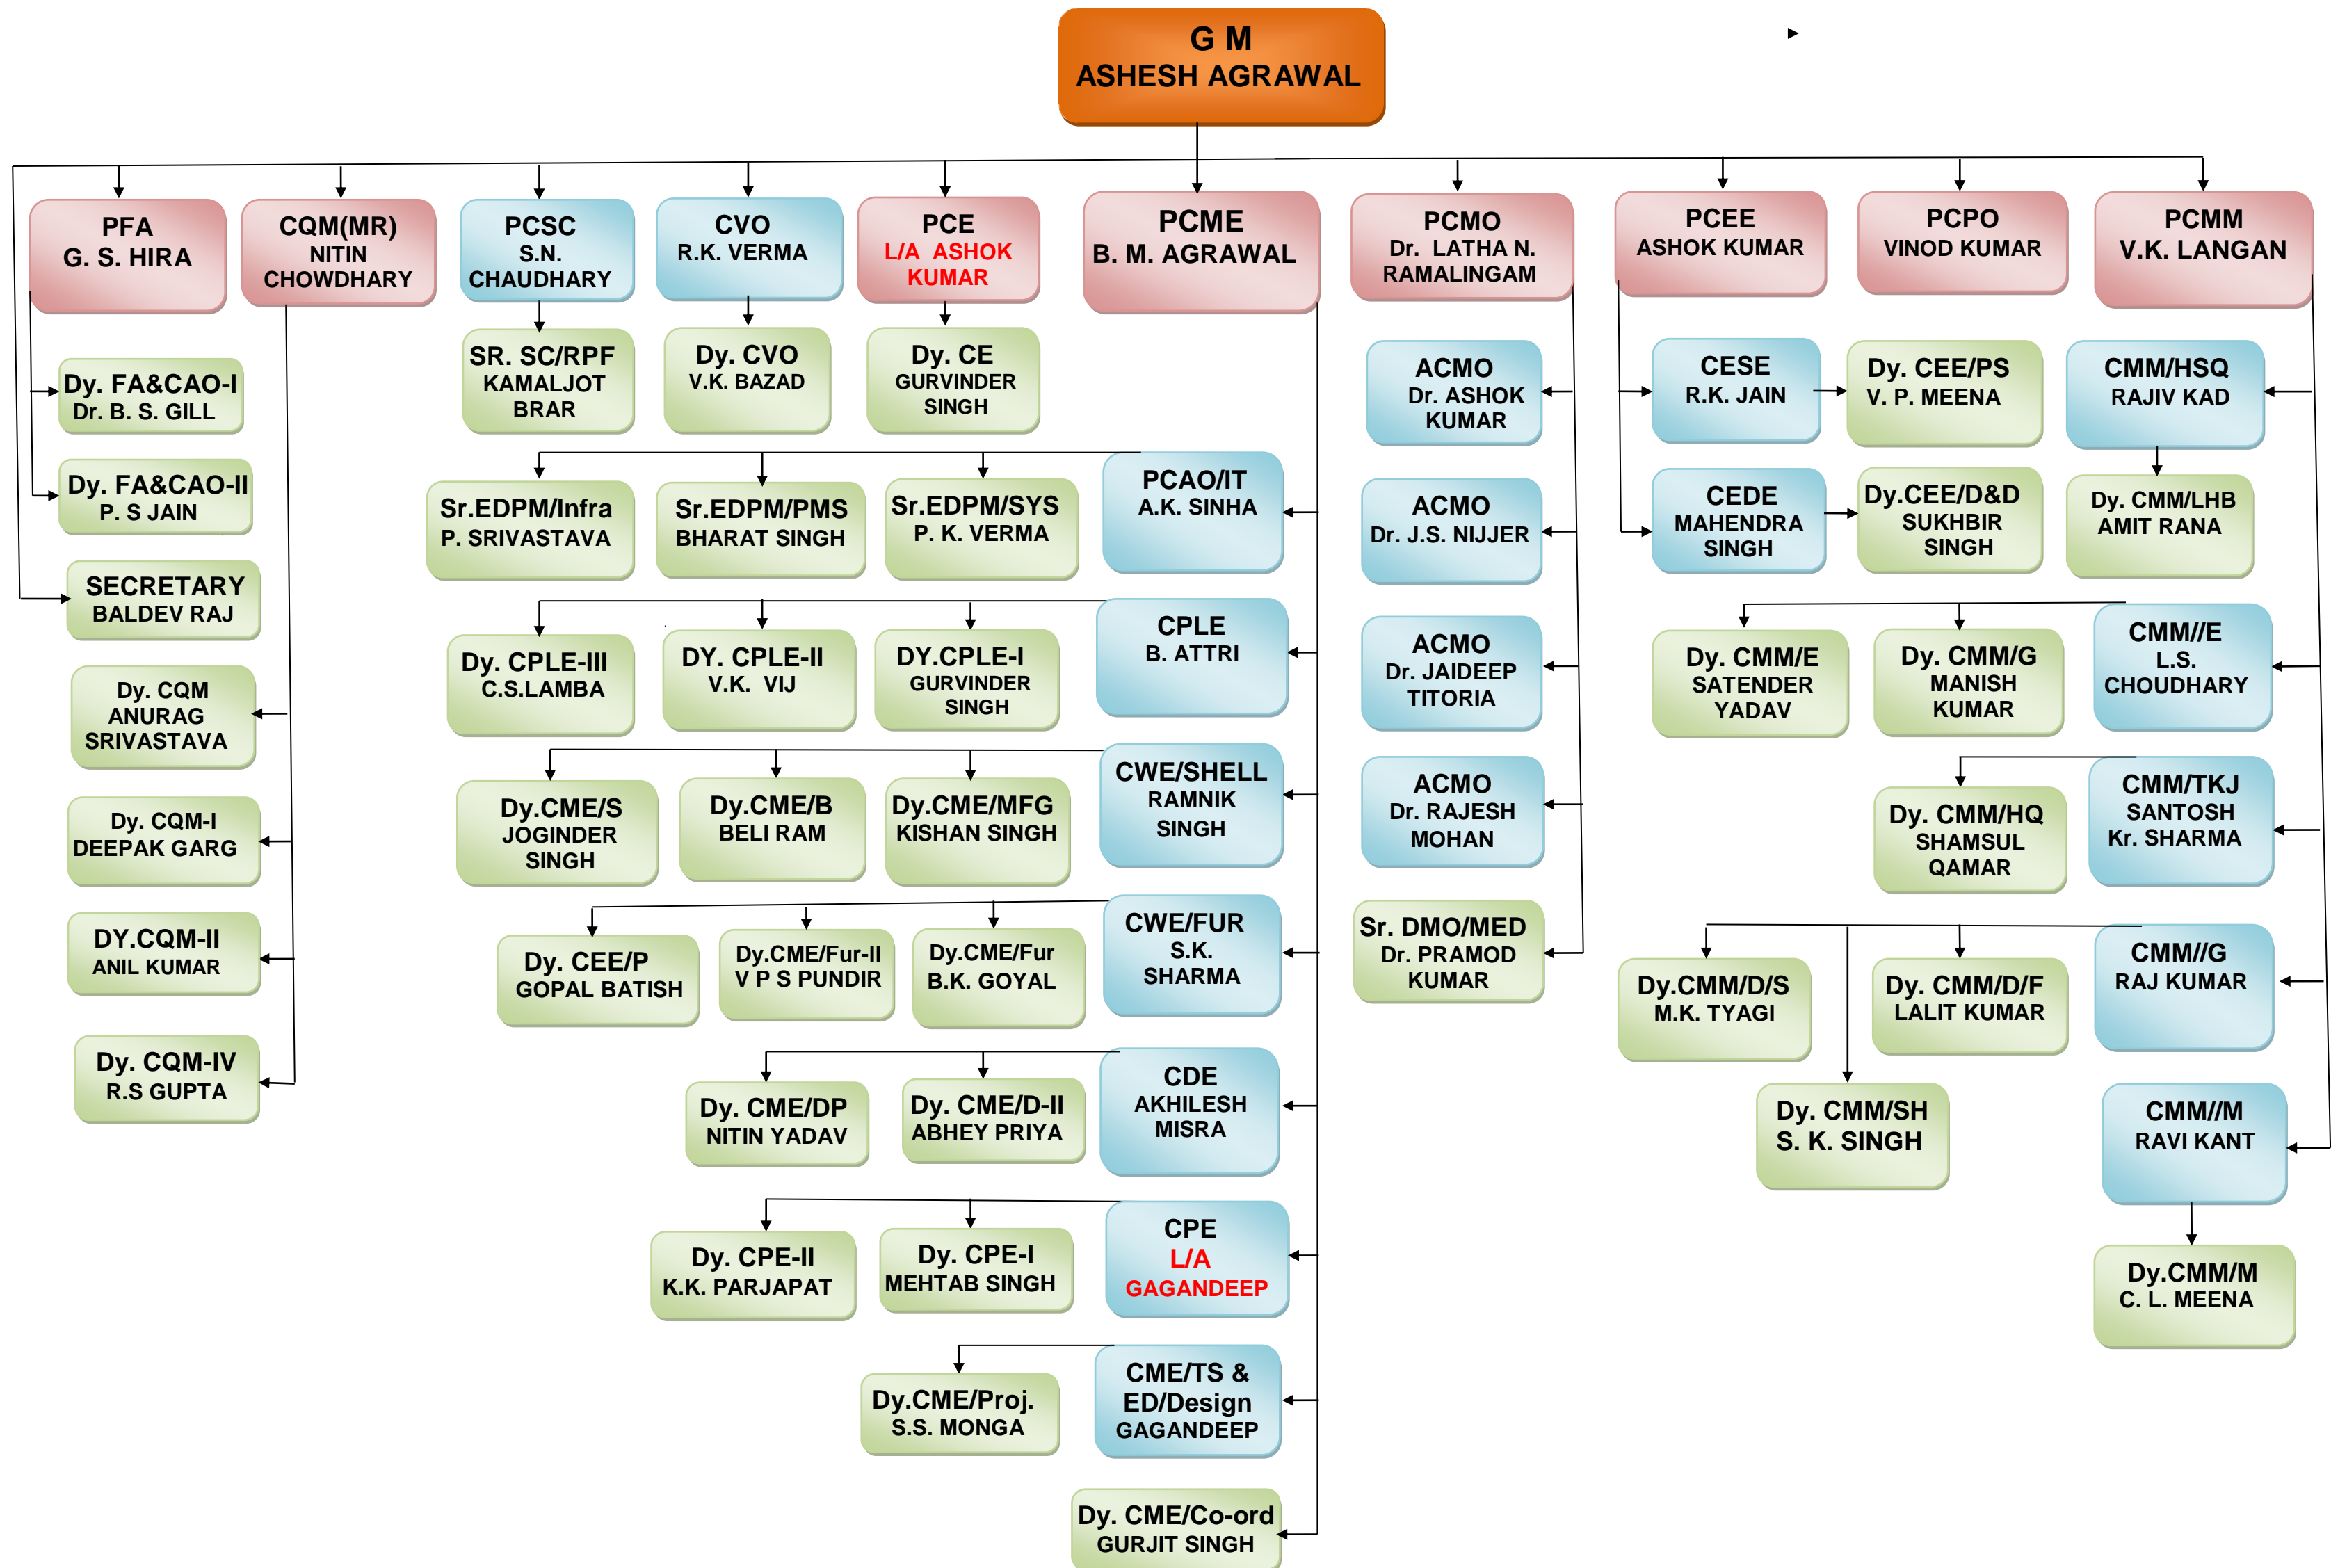 G M
ASHESH AGRAWAL
PFA
G. S. HIRA
CQM(MR)
NITIN
CHOWDHARY
PCSC
S.N.
CHAUDHARY
CVO
R.K. VERMA
PCE
L/A ASHOK
KUMAR
PCME
B. M. AGRAWAL
PCMO
Dr. LATHA N.
RAMALINGAM
PCEE
ASHOK KUMAR
PCPO
VINOD KUMAR
PCMM
V.K. LANGAN
Dy. FA&CAO-I
Dr. B. S. GILL
SR. SC/RPF
KAMALJOT
BRAR
Dy. CVO
V.K. BAZAD
Dy. CE
GURVINDER
SINGH
ACMO
Dr. ASHOK
KUMAR
CESE
R.K. JAIN
Dy. CEE/PS
V. P. MEENA
CMM/HSQ
RAJIV KAD
Dy. FA&CAO-II
P. S JAIN
Sr.EDPM/Infra
P. SRIVASTAVA
Sr.EDPM/PMS
BHARAT SINGH
Sr.EDPM/SYS
P. K. VERMA
PCAO/IT
A.K. SINHA
ACMO
Dr. J.S. NIJJER
CEDE
MAHENDRA
SINGH
Dy.CEE/D&D
SUKHBIR
SINGH
Dy. CMM/LHB
AMIT RANA
SECRETARY
BALDEV RAJ
Dy. CQM
ANURAG
SRIVASTAVA
Dy. CPLE-III
C.S.LAMBA
DY. CPLE-II
V.K. VIJ
DY.CPLE-I
GURVINDER
SINGH
CPLE
B. ATTRI
ACMO
Dr. JAIDEEP
TITORIA
Dy. CMM/E
SATENDER
YADAV
Dy. CMM/G
MANISH
KUMAR
CMM//E
L.S.
CHOUDHARY
Dy. CQM-I
DEEPAK GARG
Dy.CME/S
JOGINDER
SINGH
Dy.CME/B
BELI RAM
Dy.CME/MFG
KISHAN SINGH
CWE/SHELL
RAMNIK
SINGH
ACMO
Dr. RAJESH
MOHAN
Dy. CMM/HQ
SHAMSUL
QAMAR
CMM/TKJ
SANTOSH
Kr. SHARMA
DY.CQM-II
ANIL KUMAR
Dy. CEE/P
GOPAL BATISH
Dy.CME/Fur-II
V P S PUNDIR
Dy.CME/Fur
B.K. GOYAL
CWE/FUR
S.K.
SHARMA
Sr. DMO/MED
Dr. PRAMOD
KUMAR
Dy.CMM/D/S
M.K. TYAGI
Dy. CMM/D/F
LALIT KUMAR
CMM//G
RAJ KUMAR
Dy. CQM-IV
R.S GUPTA
Dy. CME/DP
NITIN YADAV
Dy. CME/D-II
ABHEY PRIYA
CDE
AKHILESH
MISRA
Dy. CMM/SH
S. K. SINGH
CMM//M
RAVI KANT
Dy. CPE-II
K.K. PARJAPAT
Dy. CPE-I
MEHTAB SINGH
CPE
L/A
GAGANDEEP
Dy.CMM/M
C. L. MEENA
Dy.CME/Proj.
S.S. MONGA
CME/TS &
ED/Design
GAGANDEEP
Dy. CME/Co-ord
GURJIT SINGH